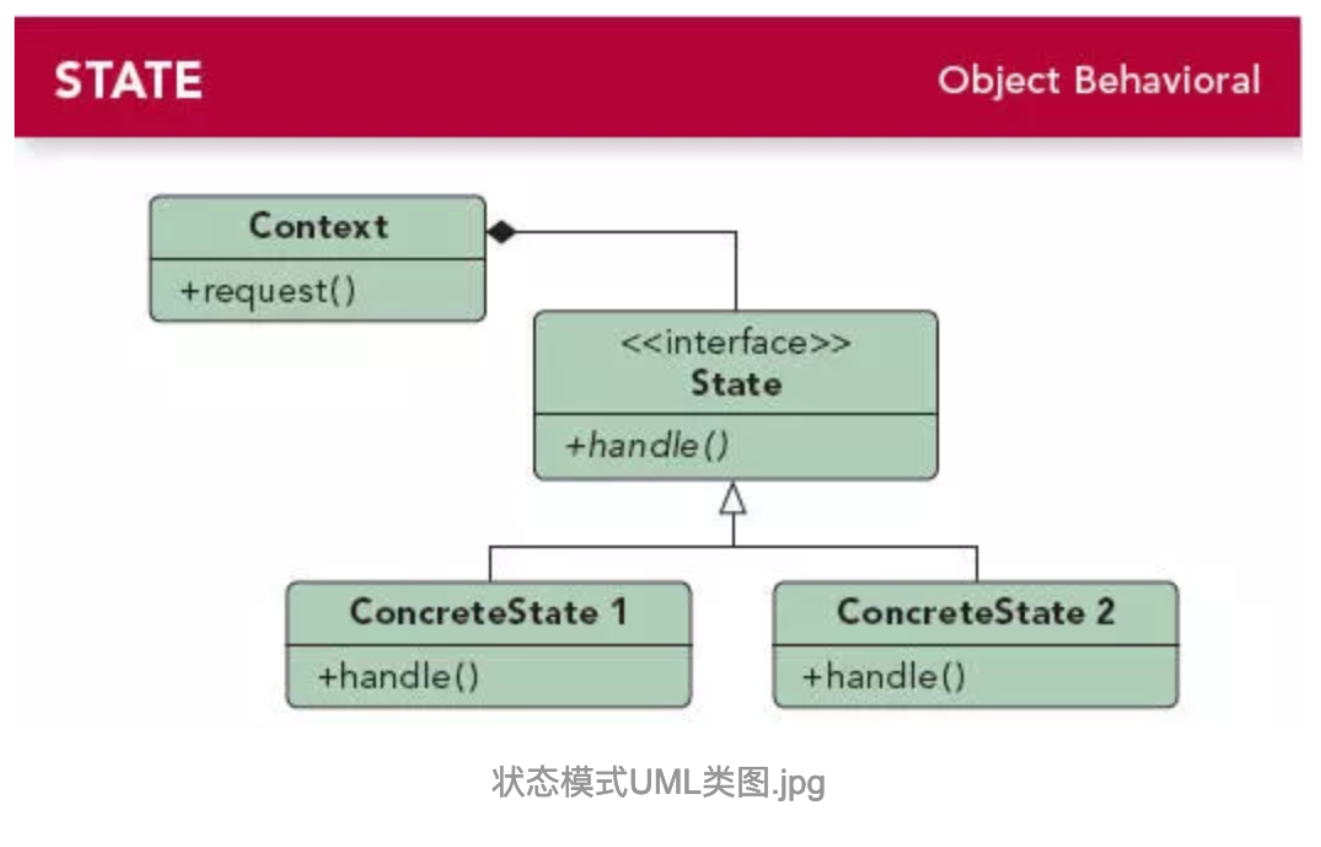 STATE
Object Behavioral
Context
+request()
<<interface>>
State
+handle()
ConcreteState 1
+handle()
ConcreteState 2
+handle()
状态模式UML类图.jpg